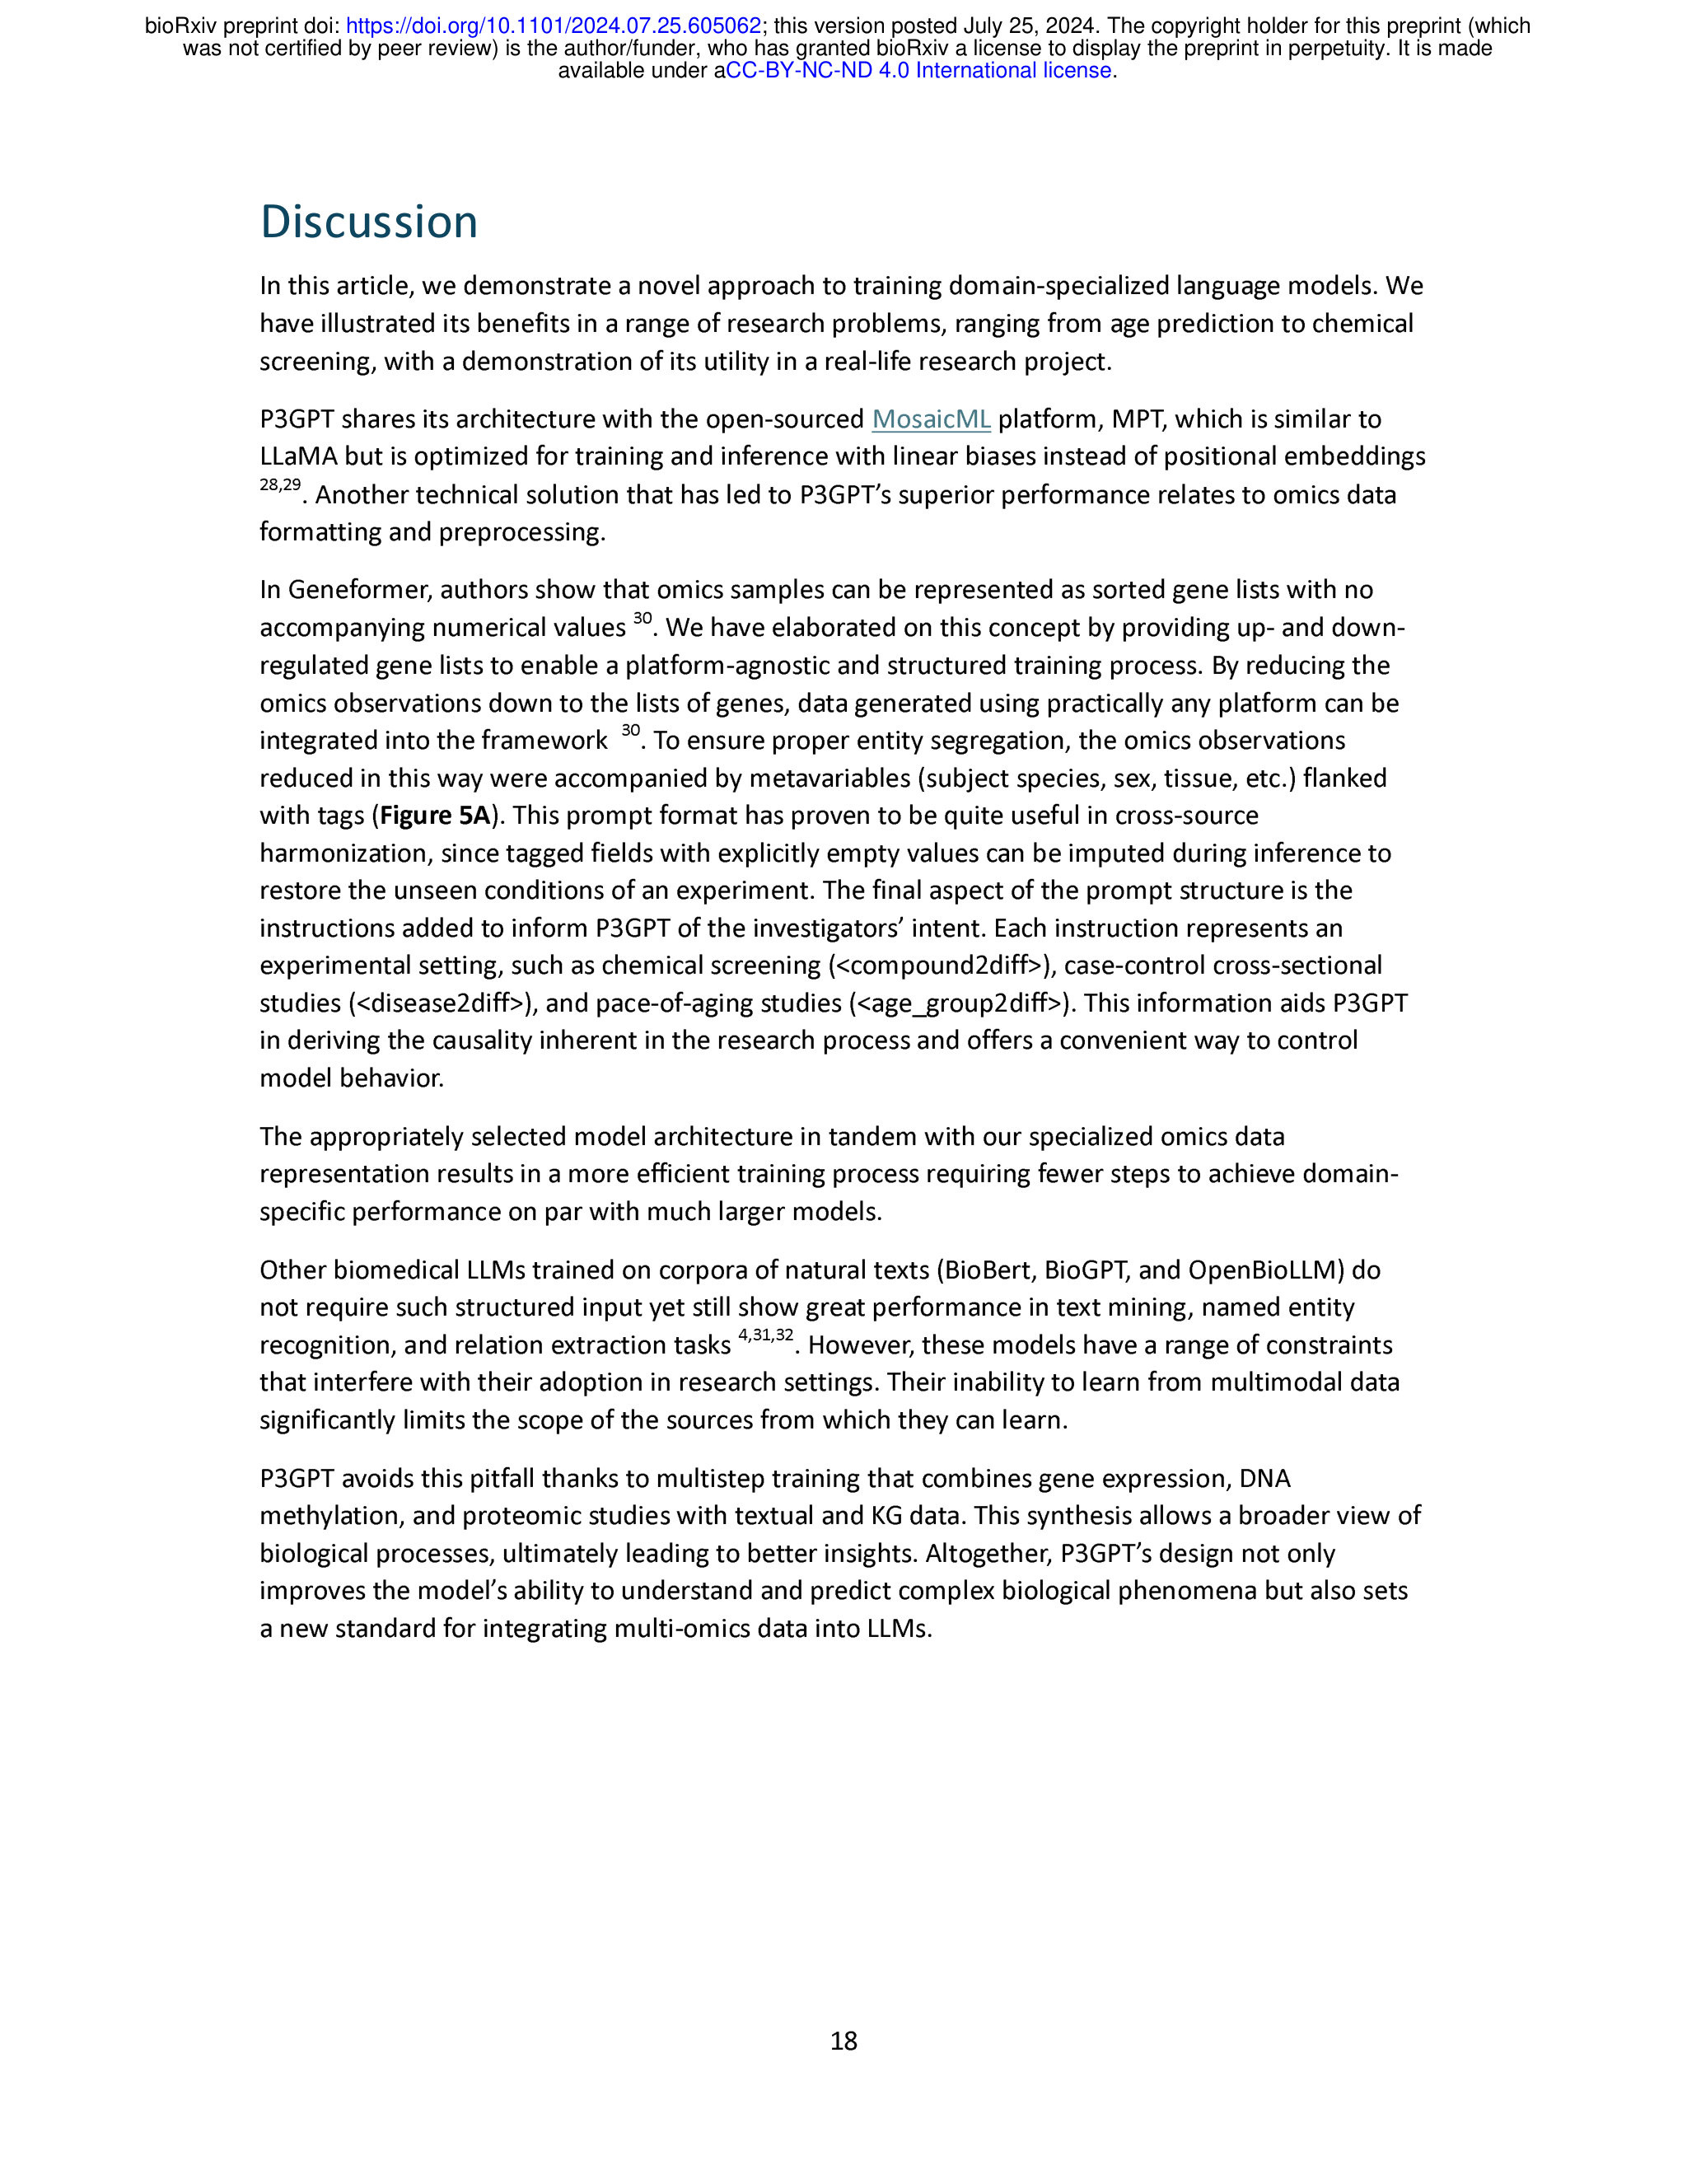 bioRxiv preprint doi: https://doi.org/10.1101/2024.07.25.605062; this version posted July 25, 2024. The copyright holder for this preprint (which
was not certified by peer review) is the author/funder, who has granted bioRxiv a license to display the preprint in perpetuity. It is made
available under aCC-BY-NC-ND 4.0 International license.
Discussion
In this article, we demonstrate a novel approach to training domain-specialized language models. We
have illustrated its benefits in a range of research problems, ranging from age prediction to chemical
screening, with a demonstration of its utility in a real-life research project.
P3GPT shares its architecture with the open-sourced MosaicML platform, MPT, which is similar to
LLaMA but is optimized for training and inference with linear biases instead of positional embeddings
28,29. Another technical solution that has led to P3GPT’s superior performance relates to omics data
formatting and preprocessing.
In Geneformer, authors show that omics samples can be represented as sorted gene lists with no
accompanying numerical values 30. We have elaborated on this concept by providing up- and down-
regulated gene lists to enable a platform-agnostic and structured training process. By reducing the
omics observations down to the lists of genes, data generated using practically any platform can be
integrated into the framework 30. To ensure proper entity segregation, the omics observations
reduced in this way were accompanied by metavariables (subject species, sex, tissue, etc.) flanked
with tags (Figure 5A). This prompt format has proven to be quite useful in cross-source
harmonization, since tagged fields with explicitly empty values can be imputed during inference to
restore the unseen conditions of an experiment. The final aspect of the prompt structure is the
instructions added to inform P3GPT of the investigators’ intent. Each instruction represents an
experimental setting, such as chemical screening (<compound2diff>), case-control cross-sectional
studies (<disease2diff>), and pace-of-aging studies (<age_group2diff>). This information aids P3GPT
in deriving the causality inherent in the research process and offers a convenient way to control
model behavior.
The appropriately selected model architecture in tandem with our specialized omics data
representation results in a more efficient training process requiring fewer steps to achieve domain-
specific performance on par with much larger models.
Other biomedical LLMs trained on corpora of natural texts (BioBert, BioGPT, and OpenBioLLM) do
not require such structured input yet still show great performance in text mining, named entity
recognition, and relation extraction tasks 4,31,32. However, these models have a range of constraints
that interfere with their adoption in research settings. Their inability to learn from multimodal data
significantly limits the scope of the sources from which they can learn.
P3GPT avoids this pitfall thanks to multistep training that combines gene expression, DNA
methylation, and proteomic studies with textual and KG data. This synthesis allows a broader view of
biological processes, ultimately leading to better insights. Altogether, P3GPT’s design not only
improves the model’s ability to understand and predict complex biological phenomena but also sets
a new standard for integrating multi-omics data into LLMs.
18